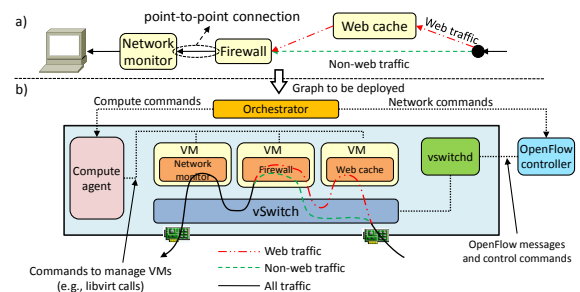 a)
point-to-point connection
Network
monitor
Firewall
Web cache
Web traffic
Non-web traffic
Graph to be deployed
b)
Compute commands
Orchestrator
Network commands
VM
Network
monitor
VM
Firewall
VM
Web cache
Compute
agent
vswitchd
OpenFlow
controller
vSwitch
Commands to manage VMs
(e.g., libvirt calls)
Web traffic
Non-web traffic
All traffic
OpenFlow messages
and control commands